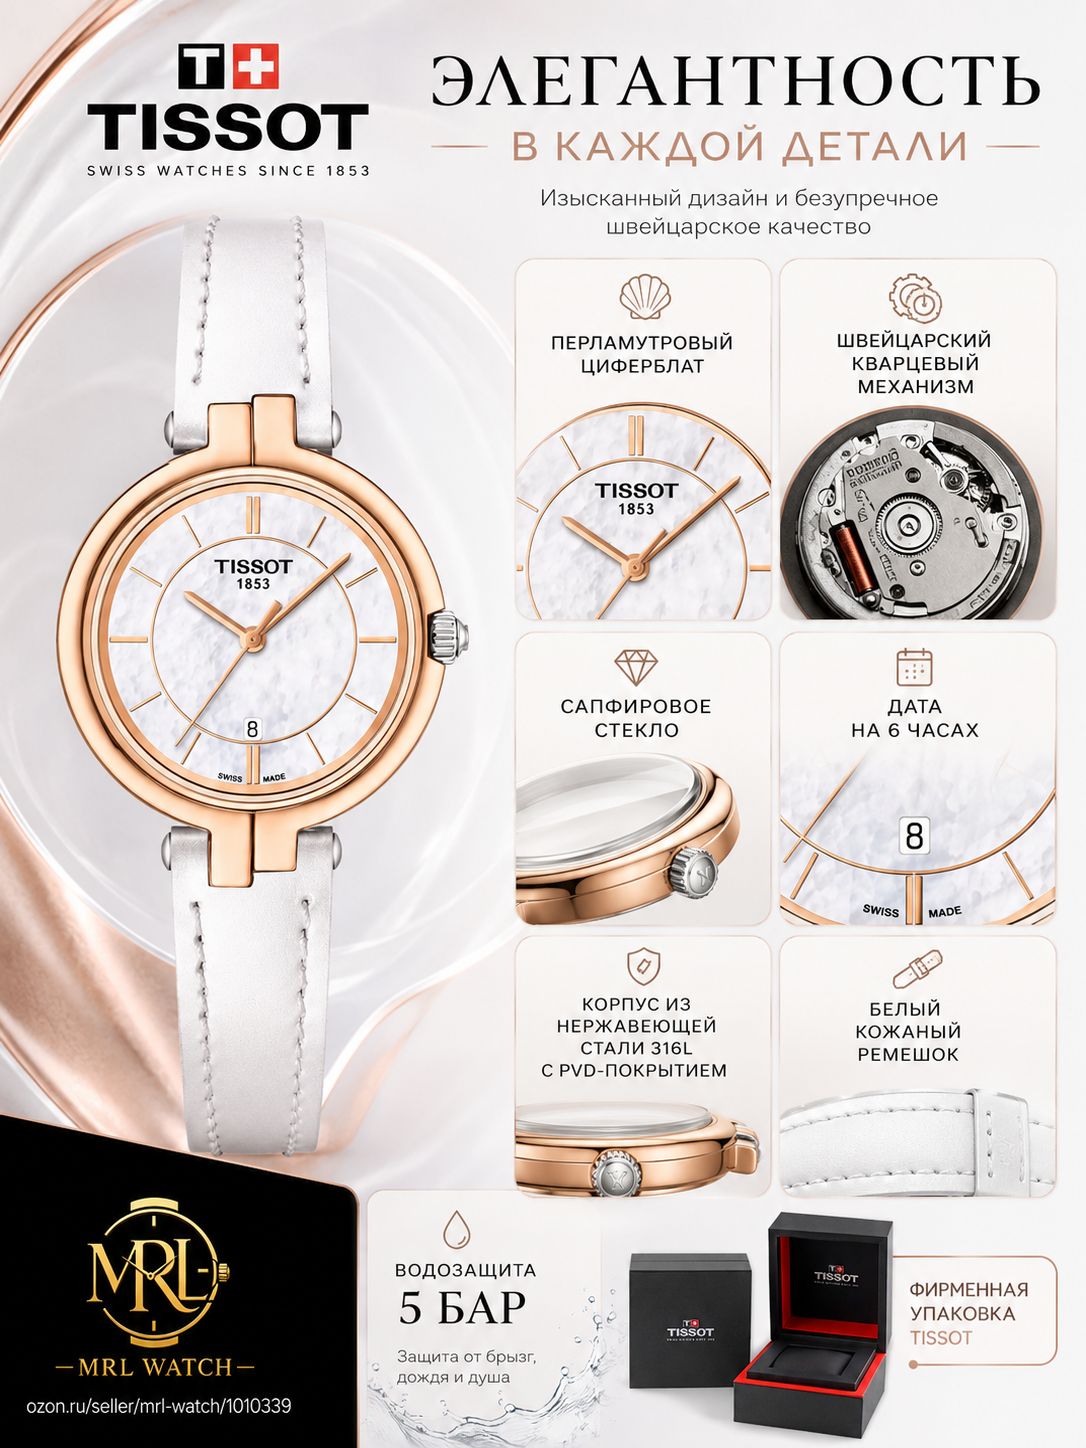 TISSOT
SWISS WATCHES SINCE 1853
ЭЛЕГАНТНОСТЬ
В КАЖДОЙ ДЕТАЛИ
Изысканный дизайн и безупречное
швейцарское качество
TISSOT
1853
8
SWISS MADE
ПЕРЛАМУТРОВЫЙ
ЦИФЕРБЛАТ
TISSOT
1853
ШВЕЙЦАРСКИЙ
КВАРЦЕВЫЙ
МЕХАНИЗМ
САПФИРОВОЕ
СТЕКЛО
ДАТА
НА 6 ЧАСАХ
8
SWISS MADE
КОРПУС ИЗ
НЕРЖАВЕЮЩЕЙ
СТАЛИ 316L
С PVD-ПОКРЫТИЕМ
БЕЛЫЙ
КОЖАНЫЙ
РЕМЕШОК
MRL
MRL WATCH
ozon.ru/seller/mrl-watch/1010339
ВОДОЗАЩИТА
5 БАР
Защита от брызг,
дождя и душа
TISSOT
TISSOT
ФИРМЕННАЯ
УПАКОВКА
TISSOT